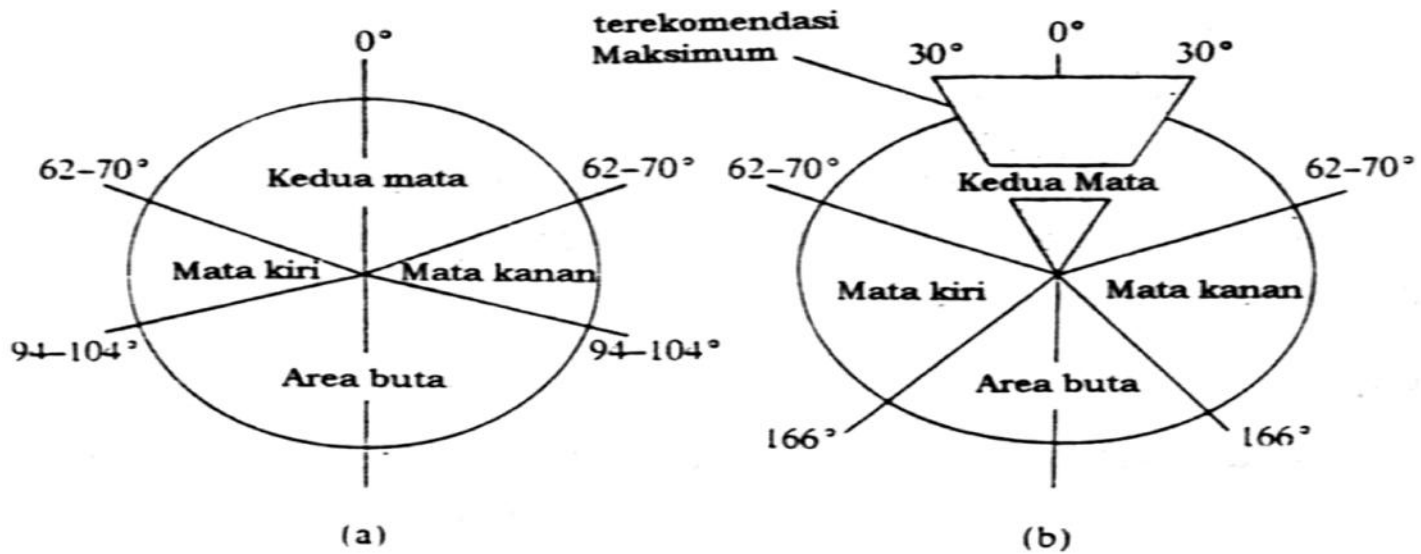 0°
62–70°
62–70°
Kedua mata
Mata kiri
Mata kanan
94–104°
94–104°
Area buta
(a)
terekomendasi
Maksimum
30°
0°
30°
62–70°
62–70°
Kedua Mata
Mata kiri
Mata kanan
Area buta
166°
166°
(b)